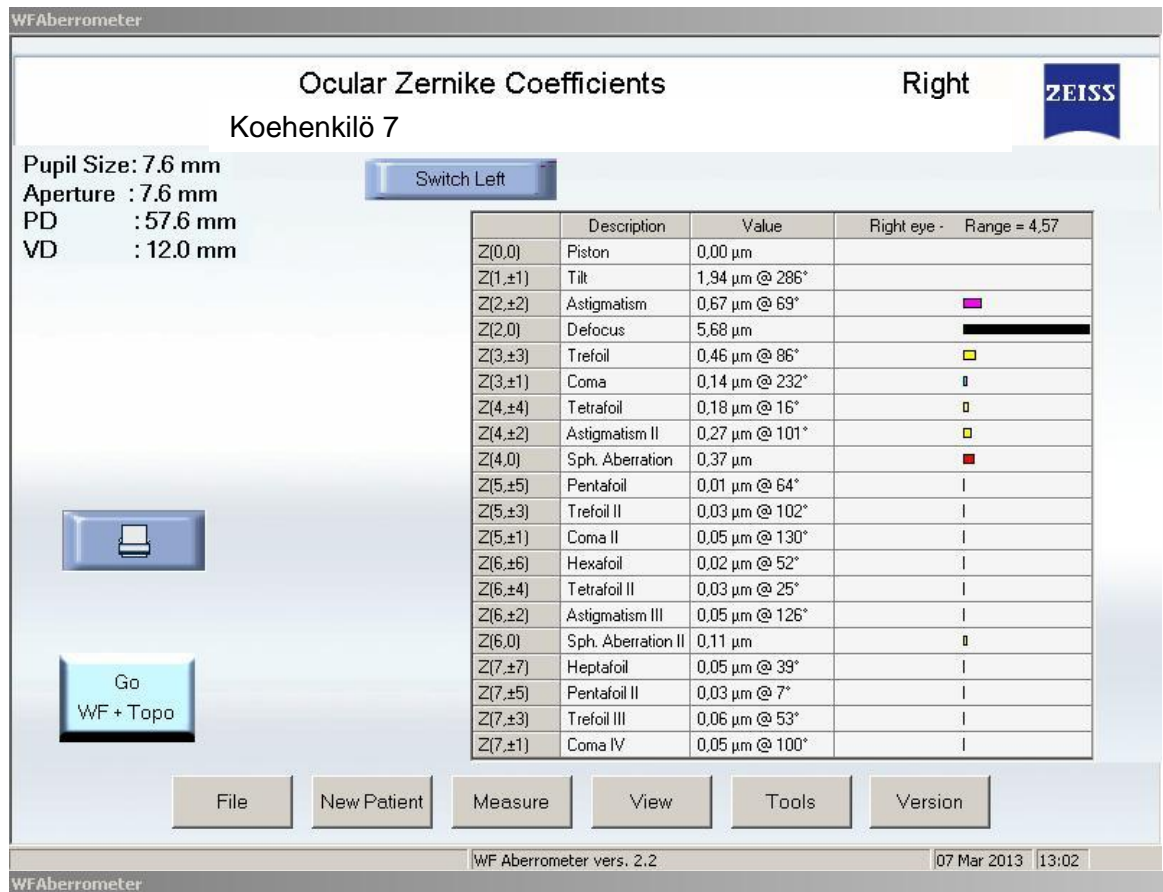 WFAberrometer
Ocular Zernike Coefficients Right
ZEISS
Koehenkilö 7
Pupil Size: 7.6 mm
Aperture : 7.6 mm
PD : 57.6 mm
VD : 12.0 mm
Switch Left
Description Value Right eye - Range = 4,57
Z(0,0) Piston 0,00 µm
Z(1,±1) Tilt 1,94 µm @ 286°
Z(2,±2) Astigmatism 0,67 µm @ 69°
Z(2,0) Defocus 5,68 µm
Z(3,±3) Trefoil 0,46 µm @ 86°
Z(3,±1) Coma 0,14 µm @ 232°
Z(4,±4) Tetrafoil 0,18 µm @ 16°
Z(4,±2) Astigmatism II 0,27 µm @ 101°
Z(4,0) Sph. Aberration 0,37 µm
Z(5,±5) Pentafoil 0,01 µm @ 64°
Z(5,±3) Trefoil II 0,03 µm @ 102°
Z(5,±1) Coma II 0,05 µm @ 130°
Z(6,±6) Hexafoil 0,02 µm @ 52°
Z(6,±4) Tetrafoil II 0,03 µm @ 25°
Z(6,±2) Astigmatism III 0,05 µm @ 126°
Z(6,0) Sph. Aberration II 0,11 µm
Z(7,±7) Heptafoil 0,05 µm @ 39°
Z(7,±5) Pentafoil II 0,03 µm @ 7°
Z(7,±3) Trefoil III 0,06 µm @ 53°
Z(7,±1) Coma IV 0,05 µm @ 100°
Go
WF + Topo
File New Patient Measure View Tools Version
WF Aberrometer vers. 2.2 07 Mar 2013 13:02
WFAberrometer